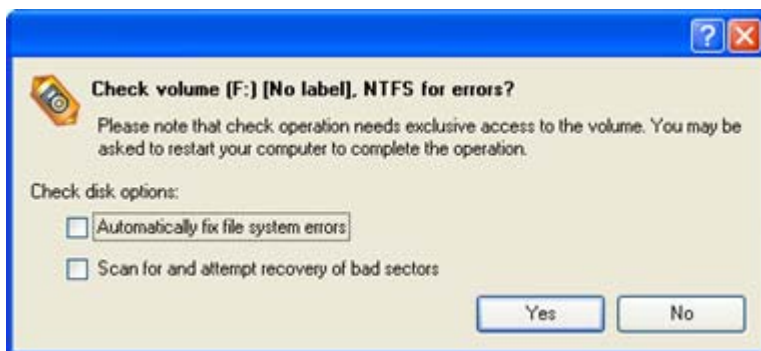 Check volume (F:) [No label], NTFS for errors?
Please note that check operation needs exclusive access to the volume. You may be
asked to restart your computer to complete the operation.
Check disk options:
Automatically fix file system errors
Scan for and attempt recovery of bad sectors
Yes No